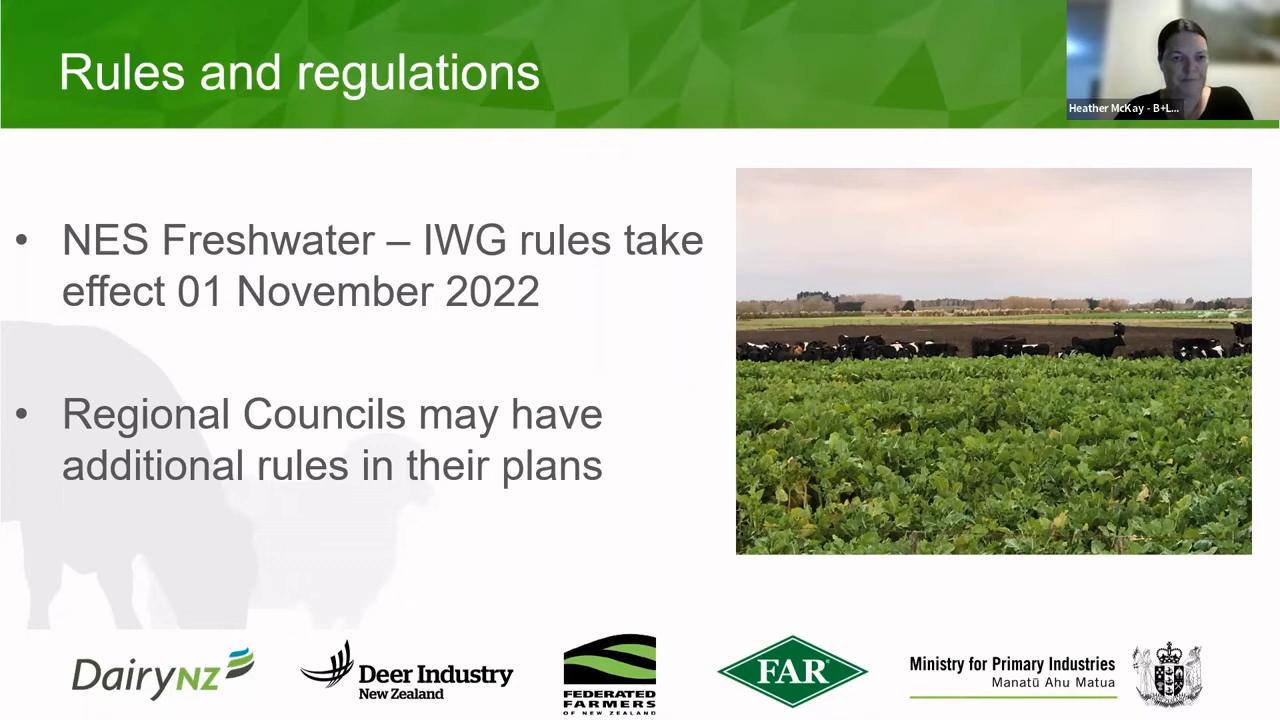 Rules and regulations
Heather McKay - B+L...
• NES Freshwater – IWG rules take
effect 01 November 2022
• Regional Councils may have
additional rules in their plans
DairyNZ
Deer Industry
New Zealand
FEDERATED
FARMERS
OF NEW ZEALAND
FAR®
Ministry for Primary Industries
Manatū Ahu Matua